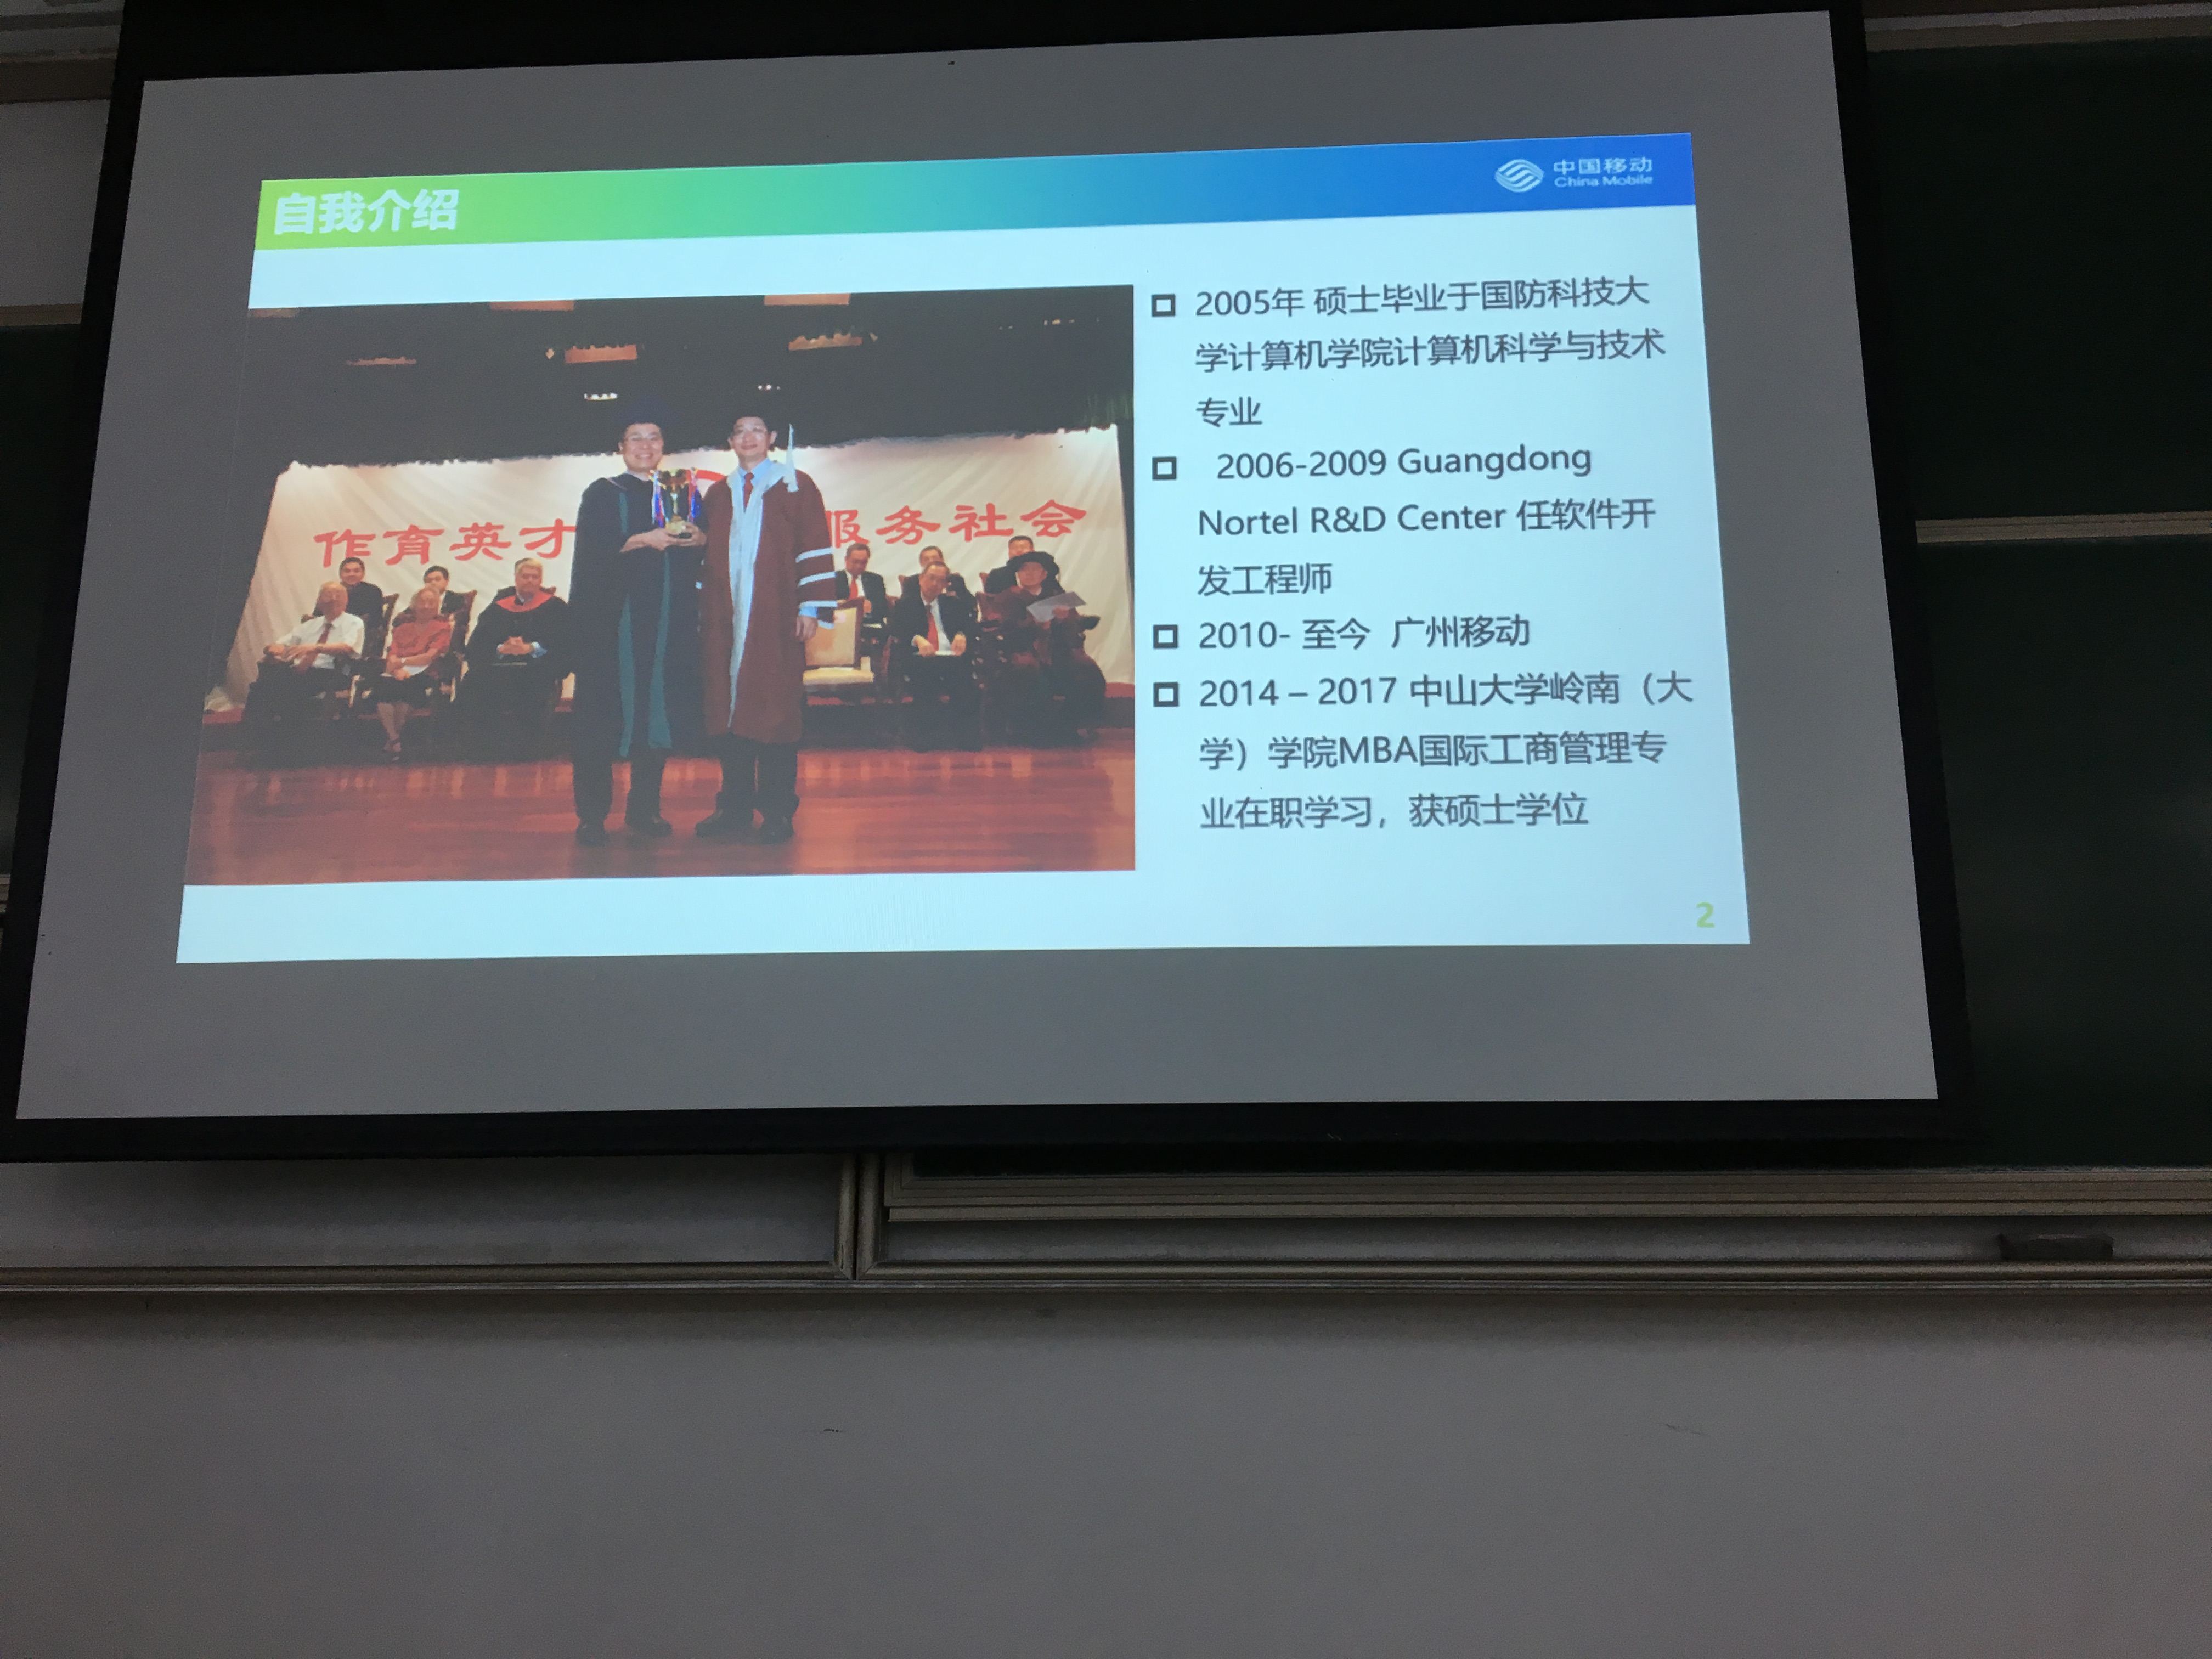 自我介绍
中国移动
China Mobile
作育英才 服务社会
2005年 硕士毕业于国防科技大
学计算机学院计算机科学与技术
专业
2006-2009 Guangdong
Nortel R&D Center 任软件开
发工程师
2010- 至今 广州移动
2014 – 2017 中山大学岭南（大
学）学院MBA国际工商管理专
业在职学习，获硕士学位
2